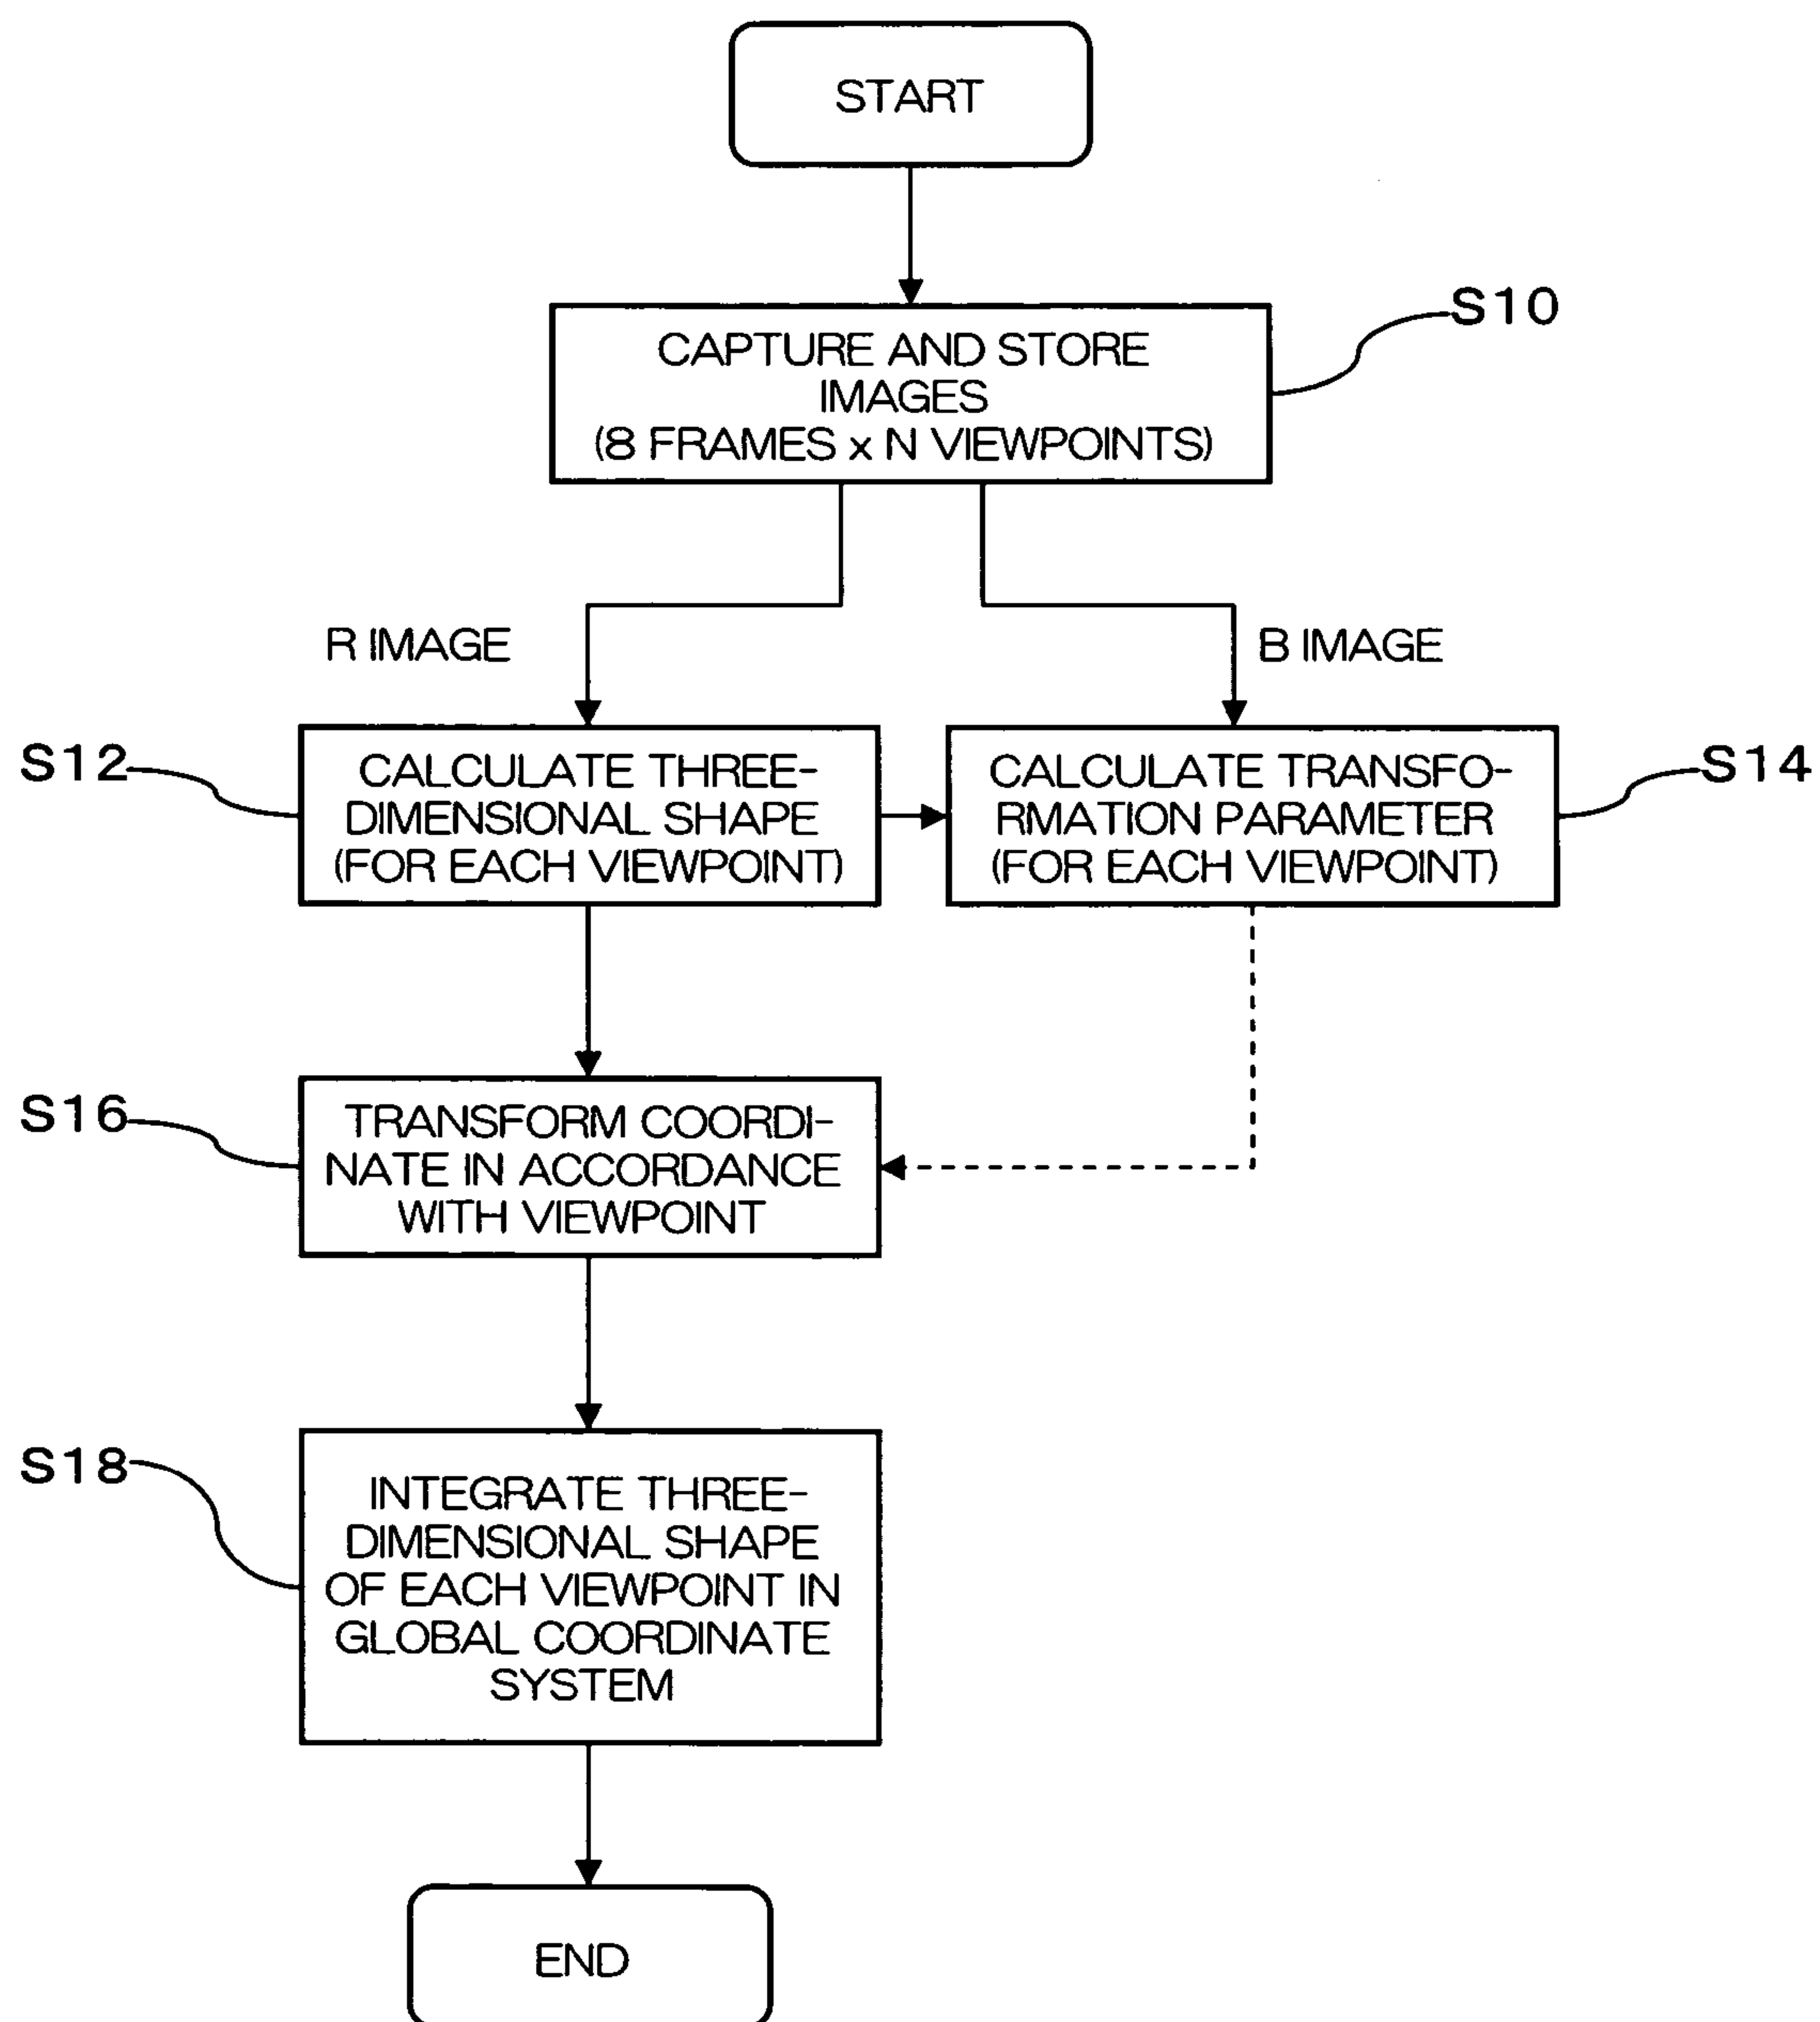 START
S10
CAPTURE AND STORE
IMAGES
(8 FRAMES x N VIEWPOINTS)
R IMAGE
B IMAGE
S12
CALCULATE THREE-
DIMENSIONAL SHAPE
(FOR EACH VIEWPOINT)
CALCULATE TRANSFO-
RMATION PARAMETER
(FOR EACH VIEWPOINT)
S14
S16
TRANSFORM COORDI-
NATE IN ACCORDANCE
WITH VIEWPOINT
S18
INTEGRATE THREE-
DIMENSIONAL SHAPE
OF EACH VIEWPOINT IN
GLOBAL COORDINATE
SYSTEM
END